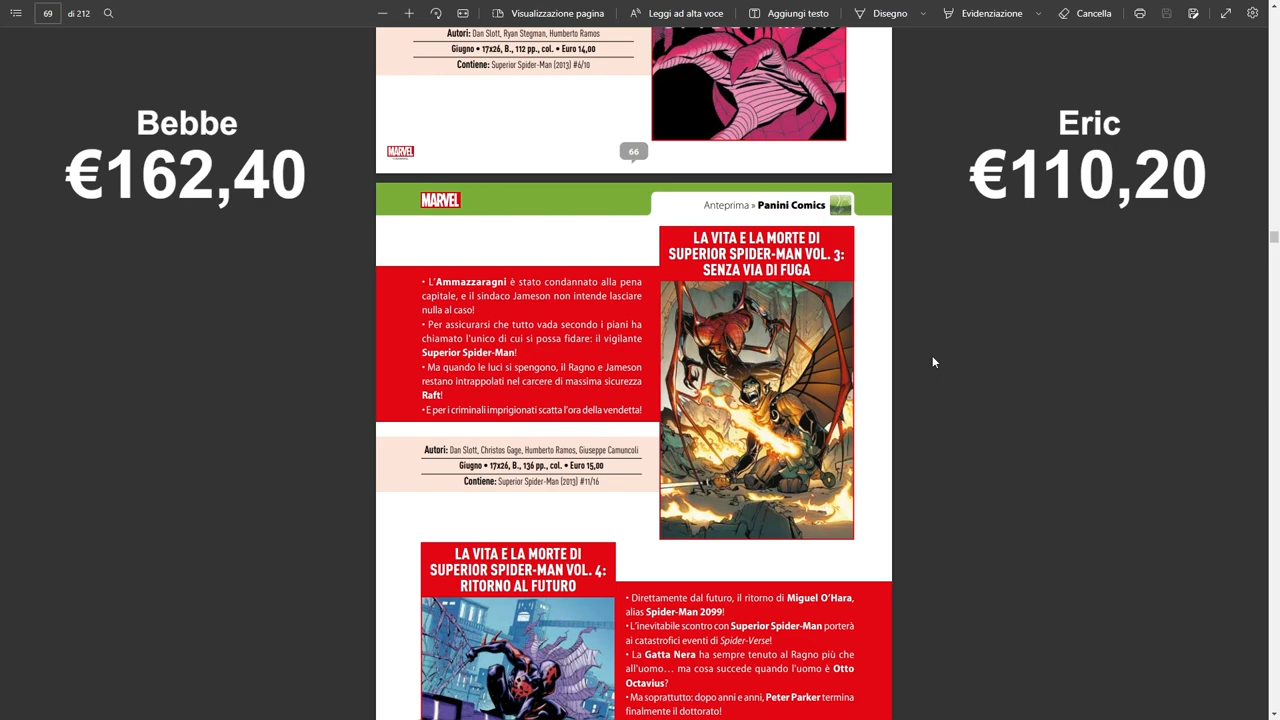 69
di 212
Disegno
Evidenziazione
Cancella
Autori: Dan Slott, Ryan Stegman, Humberto Ramos
Giugno • 17x26, B., 112 pp., col. • Euro 14,00
Contiene: Superior Spider-Man (2013) #6/10
MARVEL
66
Bebbe
€162,40
Eric
€110,20
MARVEL
Anteprima » Panini Comics
LA VITA E LA MORTE DI
SUPERIOR SPIDER-MAN VOL. 3:
SENZA VIA DI FUGA
• L'Ammazzaragni è stato condannato alla pena
capitale, e il sindaco Jameson non intende lasciare
nulla al caso!
• Per assicurarsi che tutto vada secondo i piani ha
chiamato l'unico di cui si possa fidare: il vigilante
Superior Spider-Man!
• Ma quando le luci si spengono, il Ragno e Jameson
restano intrappolati nel carcere di massima sicurezza
Raft!
• E per i criminali imprigionati scatta l'ora della vendetta!
Autori: Dan Slott, Christos Gage, Humberto Ramos, Giuseppe Camuncoli
Giugno • 17x26, B., 136 pp., col. • Euro 15,00
Contiene: Superior Spider-Man (2013) #11/16
LA VITA E LA MORTE DI
SUPERIOR SPIDER-MAN VOL. 4:
RITORNO AL FUTURO
• Direttamente dal futuro, il ritorno di Miguel O'Hara,
alias Spider-Man 2099!
• L'inevitabile scontro con Superior Spider-Man porterà
ai catastrofici eventi di Spider-Verse!
• La Gatta Nera ha sempre tenuto al Ragno più che
all'uomo… ma cosa succede quando l'uomo è Otto
Octavius?
• Ma soprattutto: dopo anni e anni, Peter Parker termina
finalmente il dottorato!